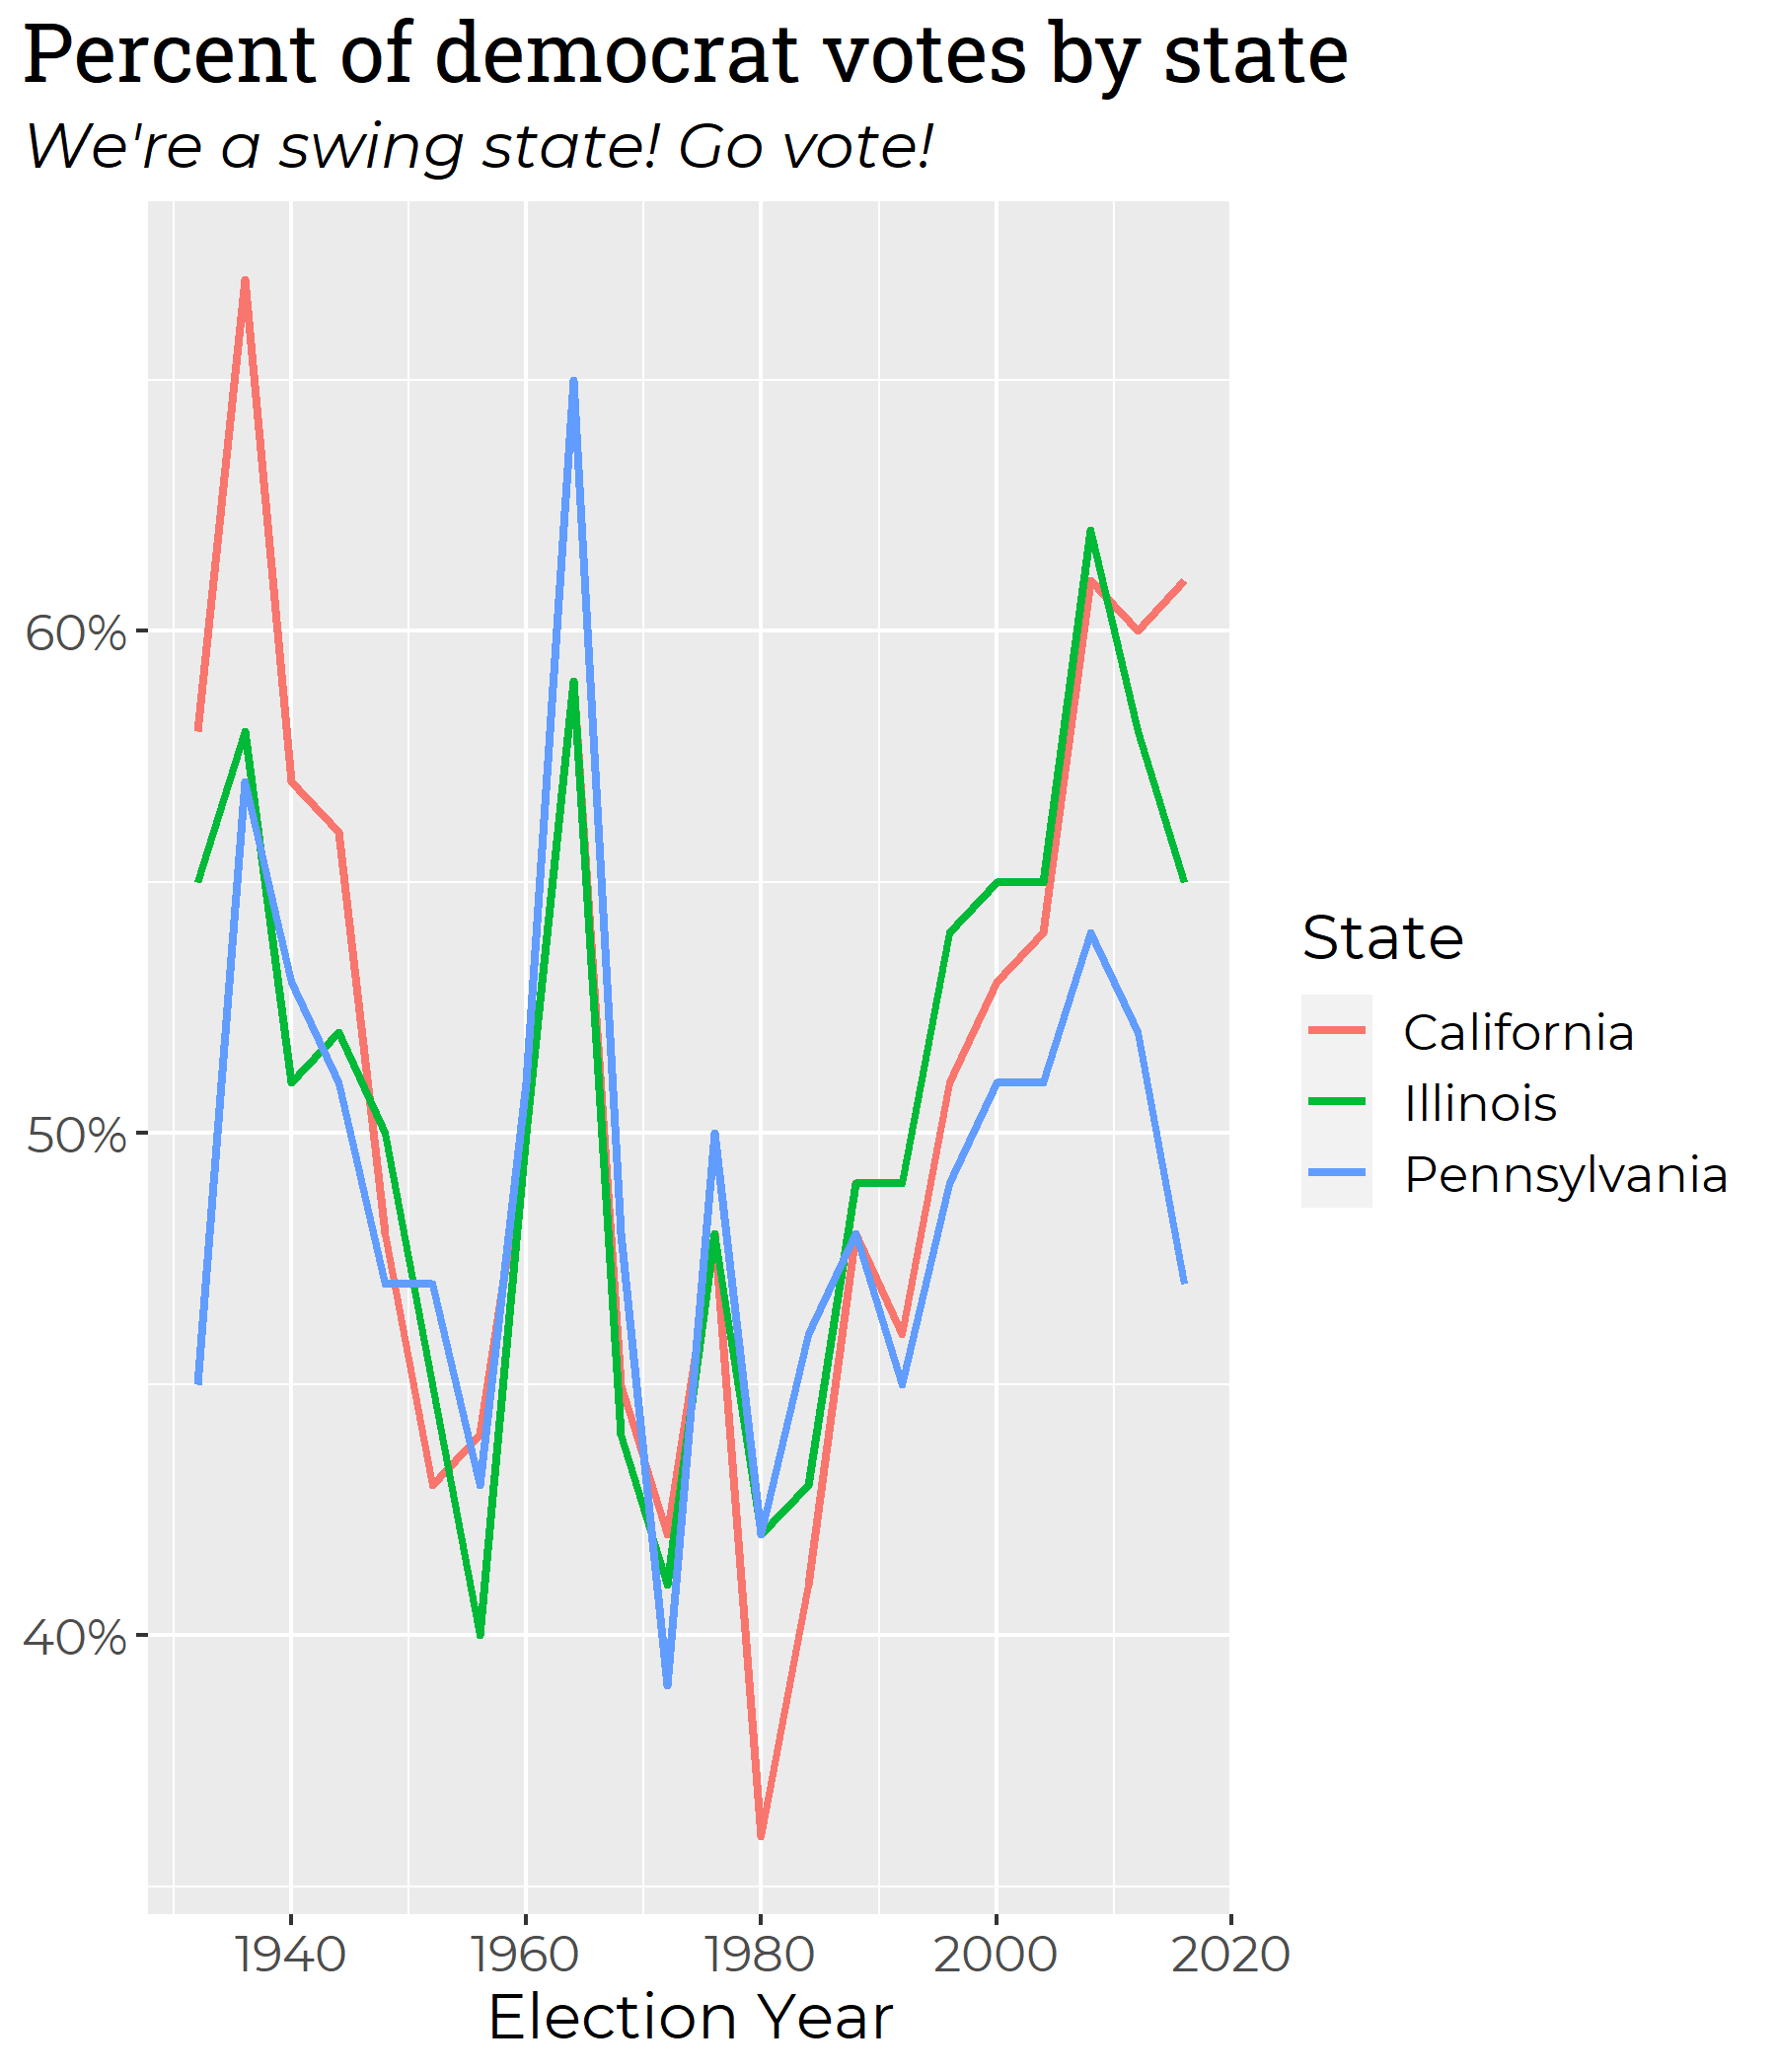 Percent of democrat votes by state
We're a swing state! Go vote!
60%
50%
40%
1940
1960
1980
2000
2020
Election Year
State
California
Illinois
Pennsylvania